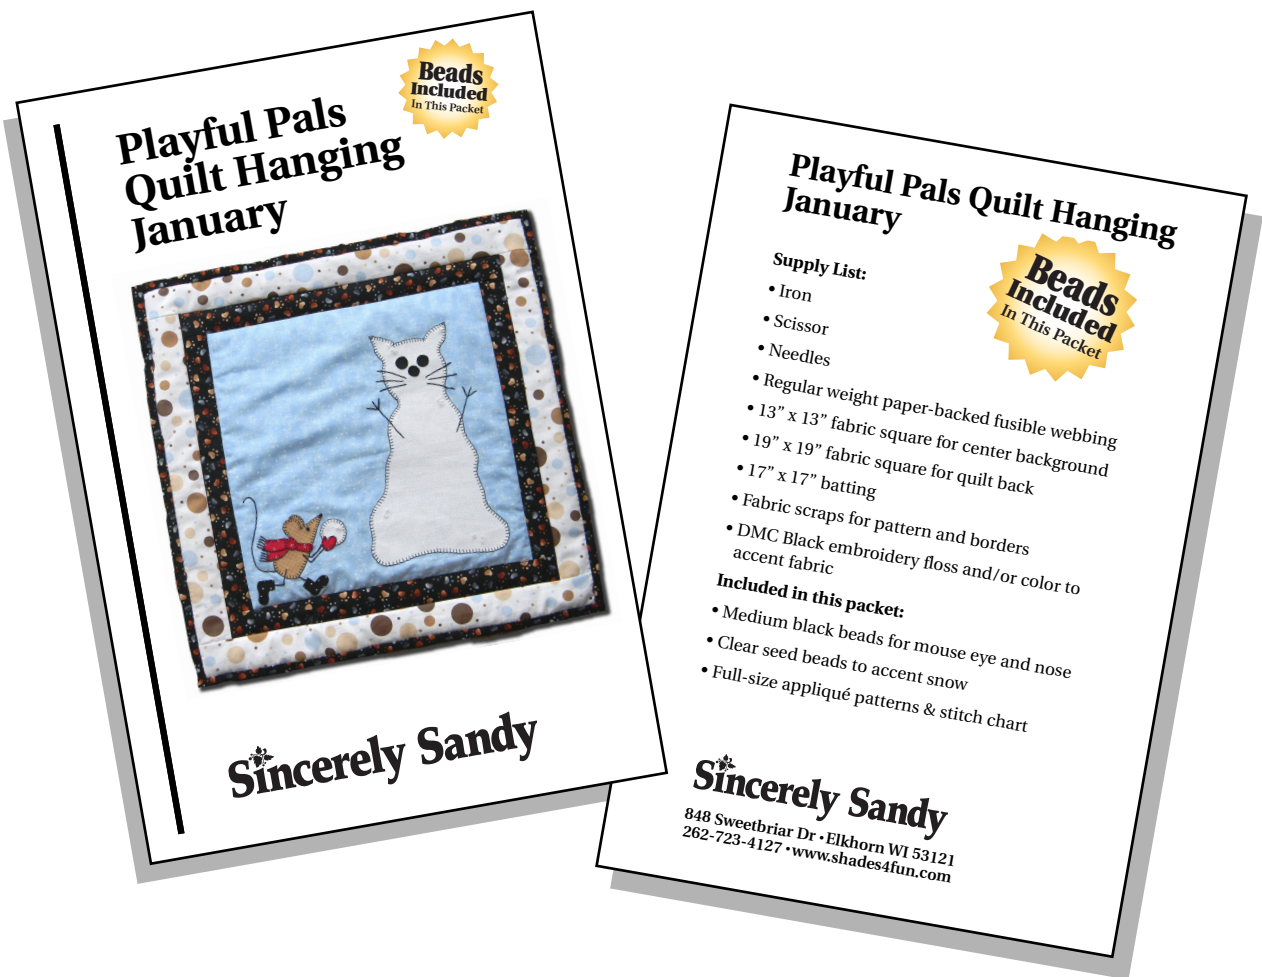 Playful Pals
Quilt Hanging
January
Beads
Included
In This Packet
Sincerely Sandy
Playful Pals Quilt Hanging
January
Beads
Included
In This Packet
Supply List:
• Iron
• Scissor
• Needles
• Regular weight paper-backed fusible webbing
• 13” x 13” fabric square for center background
• 19” x 19” fabric square for quilt back
• 17” x 17” batting
• Fabric scraps for pattern and borders
• DMC Black embroidery floss and/or color to
accent fabric
Included in this packet:
• Medium black beads for mouse eye and nose
• Clear seed beads to accent snow
• Full-size appliqué patterns & stitch chart
Sincerely Sandy
848 Sweetbriar Dr • Elkhorn WI 53121
262-723-4127 • www.shades4fun.com